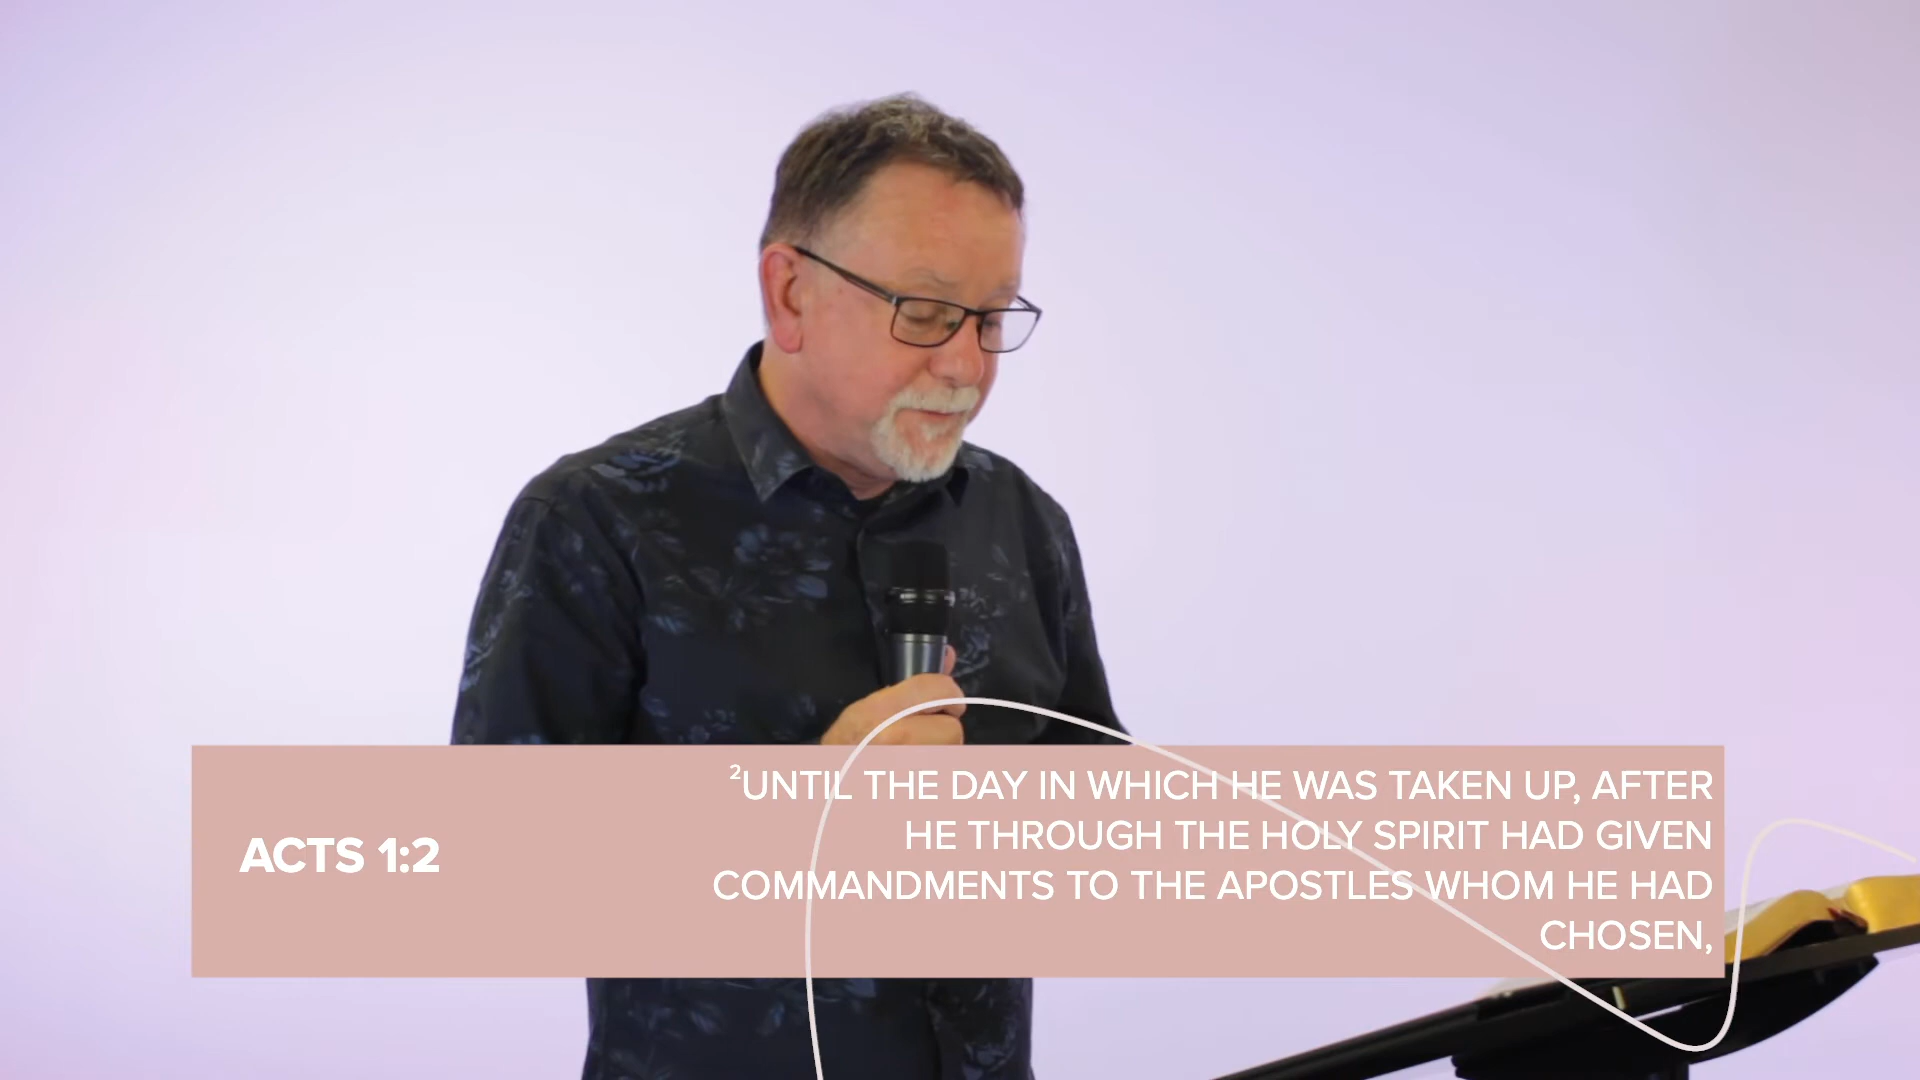 ACTS 1:2
²UNTIL THE DAY IN WHICH HE WAS TAKEN UP, AFTER
HE THROUGH THE HOLY SPIRIT HAD GIVEN
COMMANDMENTS TO THE APOSTLES WHOM HE HAD
CHOSEN,